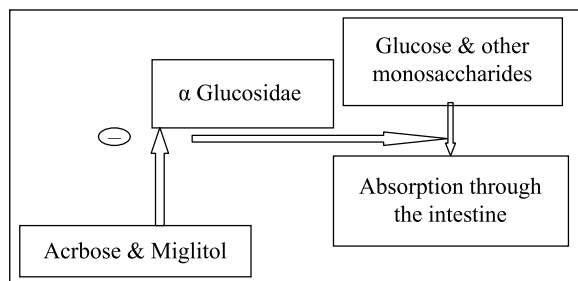 Glucose & other
monosaccharides
α Glucosidae
—
Absorption through
the intestine
Acrbose & Miglitol